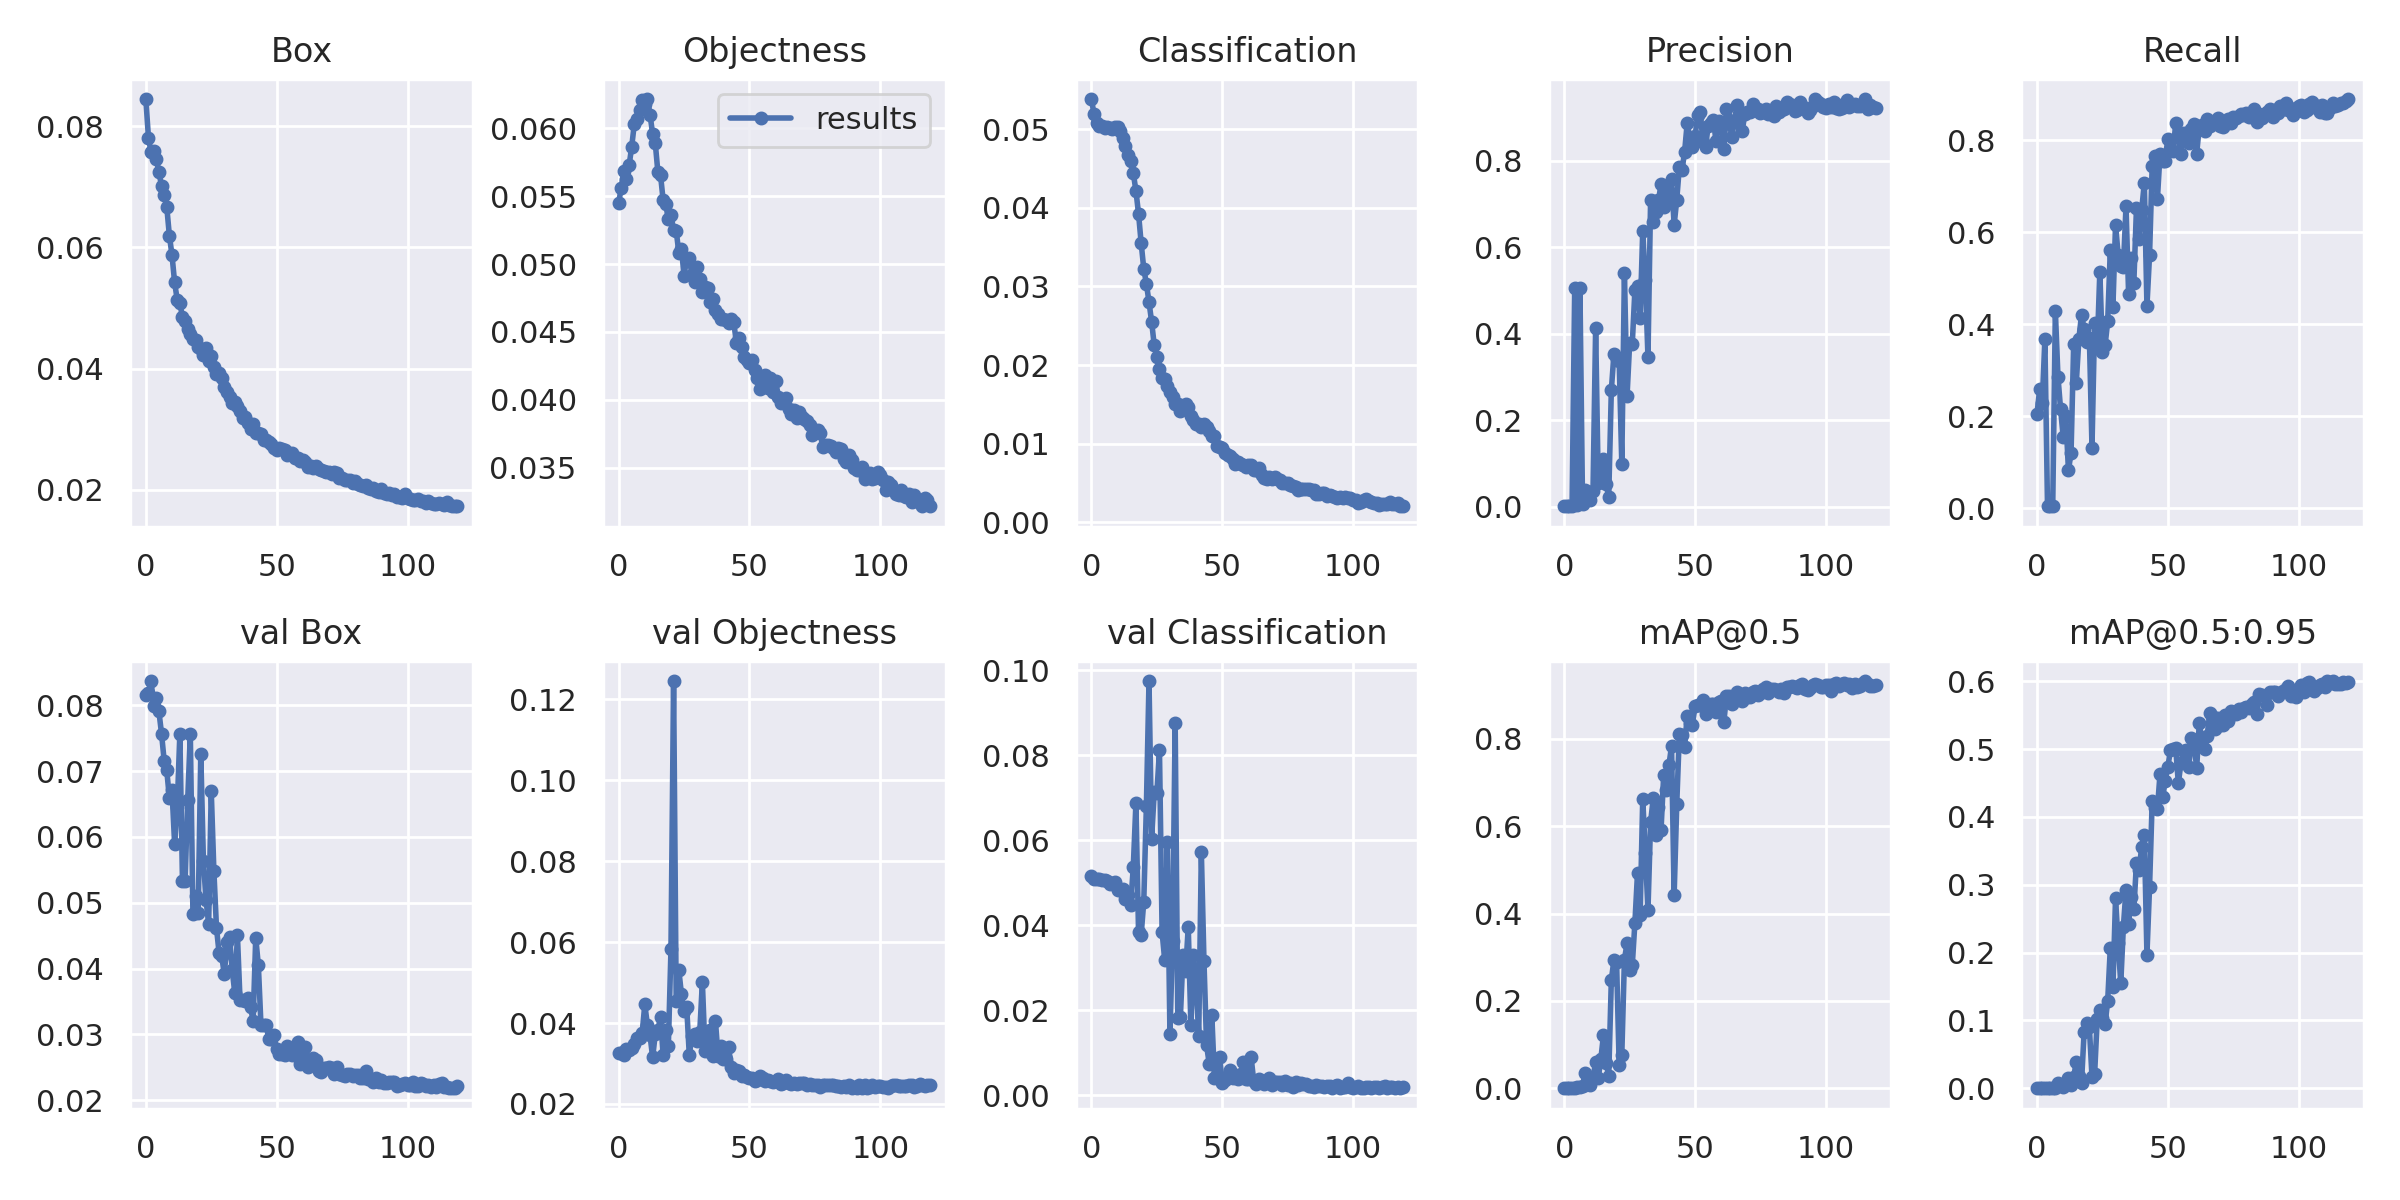 Box
Objectness
Classification
Precision
Recall
0.08
0.06
0.04
0.02
0 50 100
results
0.060
0.055
0.050
0.045
0.040
0.035
0 50 100
0.05
0.04
0.03
0.02
0.01
0.00
0 50 100
0.8
0.6
0.4
0.2
0.0
0 50 100
0.8
0.6
0.4
0.2
0.0
0 50 100
val Box
val Objectness
val Classification
mAP@0.5
mAP@0.5:0.95
0.08
0.07
0.06
0.05
0.04
0.03
0.02
0 50 100
0.12
0.10
0.08
0.06
0.04
0.02
0 50 100
0.10
0.08
0.06
0.04
0.02
0.00
0 50 100
0.8
0.6
0.4
0.2
0.0
0 50 100
0.6
0.5
0.4
0.3
0.2
0.1
0.0
0 50 100